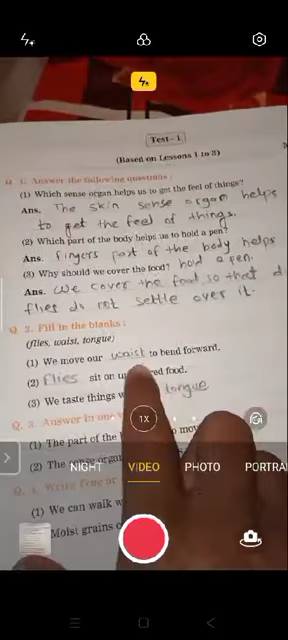 Test-1
(Based on Lessons 1 to 3)
Q. 1. Answer the following questions :
(1) Which sense organ helps us to get the feel of things?
Ans. The skin sense organ helps
to get the feel of things.
(2) Which part of the body helps us to hold a pen?
Ans. Fingers part of the body helps
(3) Why should we cover the food? hold a pen.
Ans. We cover the food so that
flies do not settle over it.
Q. 2. Fill in the blanks :
(flies, waist, tongue)
(1) We move our waist to bend forward.
(2) Flies sit on red food.
(3) We taste things tongue
Q. 3. Answer in one
(1) The part of the mov
(2) The sense organ
Q. 4. Write
(1) We can walk w
Moist grains
1X
NIGHT VIDEO PHOTO PORTRA